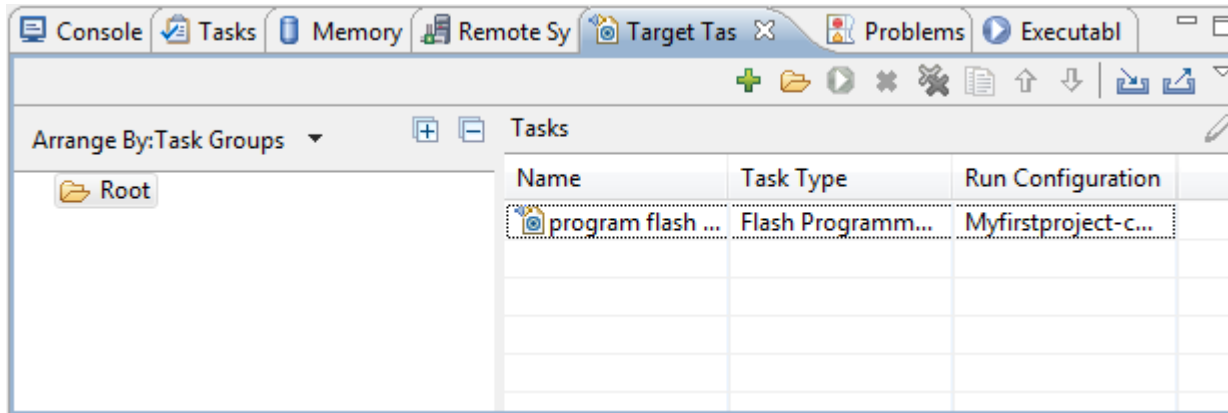 Console Tasks Memory Remote Sy Target Tas Problems Executabl
Arrange By:Task Groups
Root
Tasks
Name Task Type Run Configuration
program flash ... Flash Programm... Myfirstproject-c...